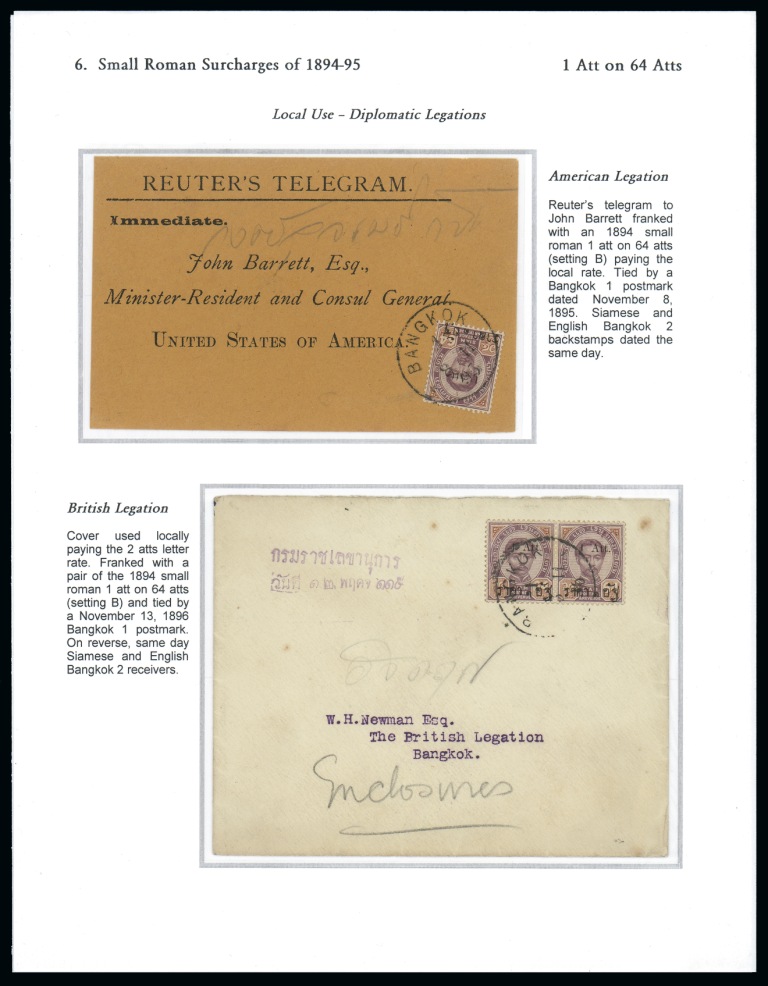 6. Small Roman Surcharges of 1894-95
1 Att on 64 Atts
Local Use – Diplomatic Legations
REUTER'S TELEGRAM.
Immediate.
John Barrett, Esq.,
Minister-Resident and Consul General.
UNITED STATES OF AMERICA.
BANGKOK
American Legation
Reuter's telegram to
John Barrett franked
with an 1894 small
roman 1 att on 64 atts
(setting B) paying the
local rate. Tied by a
Bangkok 1 postmark
dated November 8,
1895. Siamese and
English Bangkok 2
backstamps dated the
same day.
British Legation
Cover used locally
paying the 2 atts letter
rate. Franked with a
pair of the 1894 small
roman 1 att on 64 atts
(setting B) and tied by
a November 13, 1896
Bangkok 1 postmark.
On reverse, same day
Siamese and English
Bangkok 2 receivers.
กรมราชเลขานุการ
วันที่ ๑๒ พฤศจ ๑๑๕
1 Att.
W.H.Newman Esq.
The British Legation
Bangkok.
Enclosures